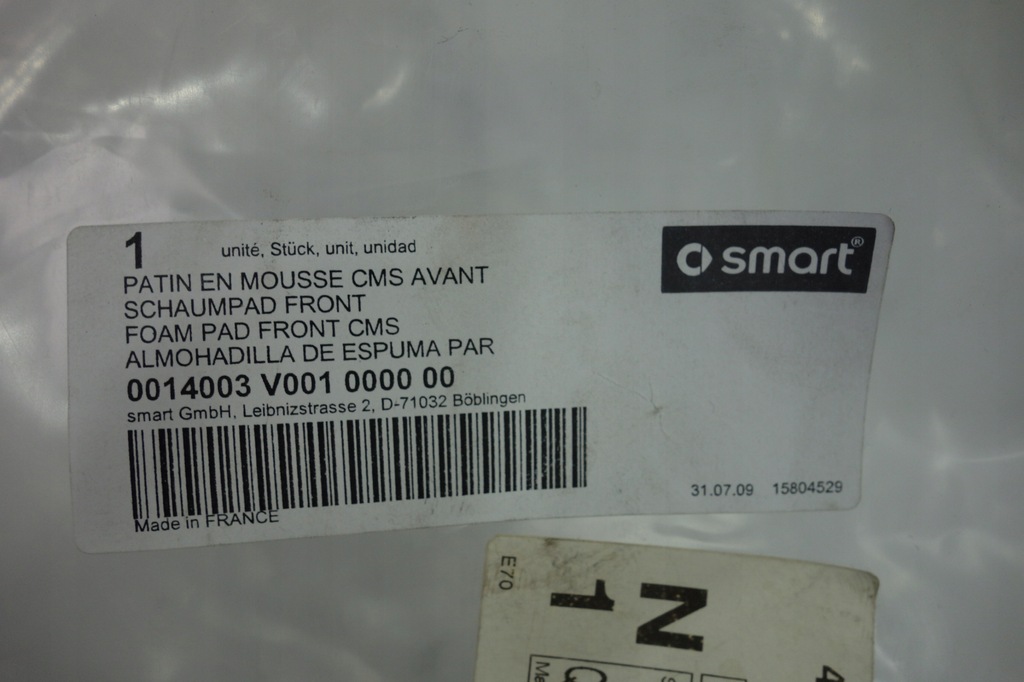 1 unité, Stück, unit, unidad
smart®
PATIN EN MOUSSE CMS AVANT
SCHAUMPAD FRONT
FOAM PAD FRONT CMS
ALMOHADILLA DE ESPUMA PAR
0014003 V001 0000 00
smart GmbH, Leibnizstrasse 2, D-71032 Böblingen
Made in FRANCE
31.07.09 15804529
E70
N
1
4